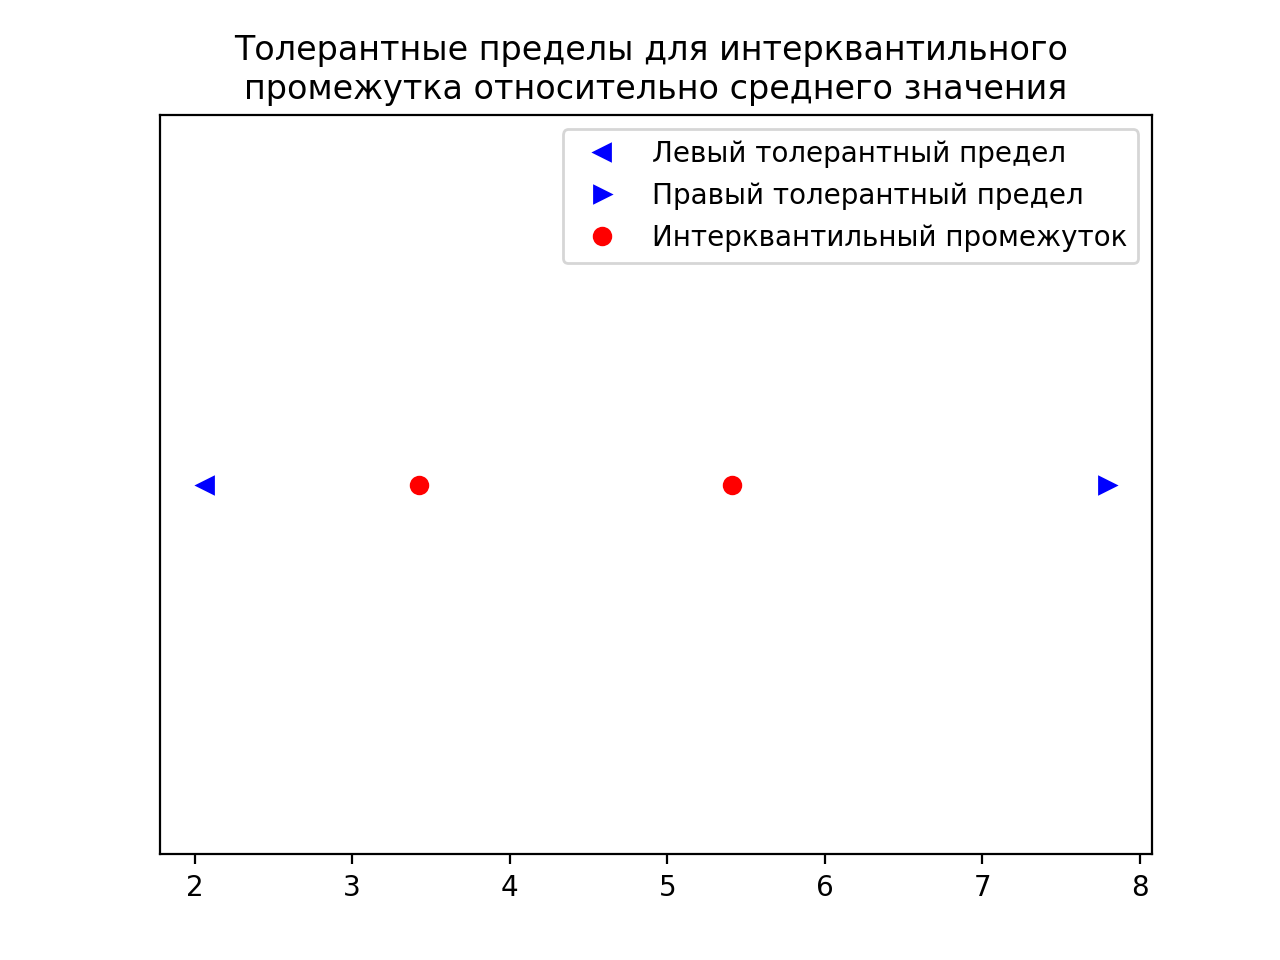 Толерантные пределы для интерквантильного
промежутка относительно среднего значения
Левый толерантный предел
Правый толерантный предел
Интерквантильный промежуток
2 3 4 5 6 7 8